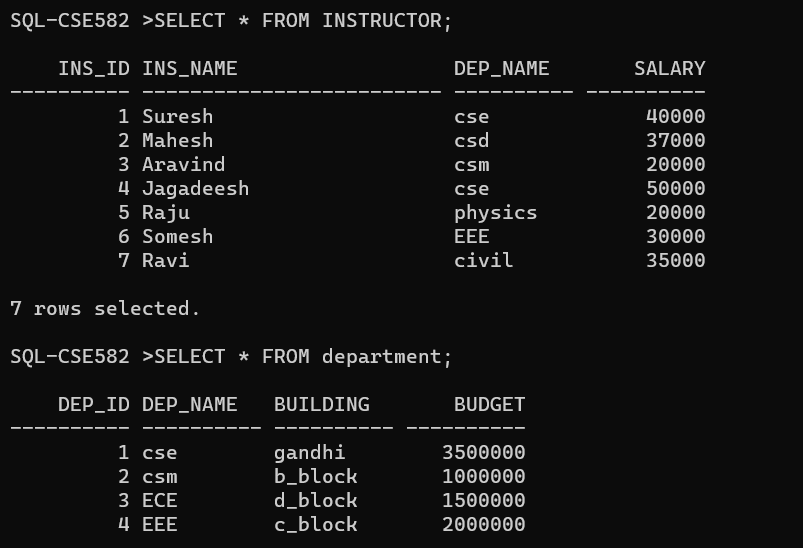 SQL-CSE582 >SELECT * FROM INSTRUCTOR;
    INS_ID INS_NAME                  DEP_NAME       SALARY
---------- ------------------------- ---------- ----------
         1 Suresh                    cse             40000
         2 Mahesh                    csd             37000
         3 Aravind                   csm             20000
         4 Jagadeesh                 cse             50000
         5 Raju                      physics         20000
         6 Somesh                    EEE             30000
         7 Ravi                      civil           35000
7 rows selected.
SQL-CSE582 >SELECT * FROM department;
    DEP_ID DEP_NAME   BUILDING       BUDGET
---------- ---------- ---------- ----------
         1 cse        gandhi        3500000
         2 csm        b_block       1000000
         3 ECE        d_block       1500000
         4 EEE        c_block       2000000